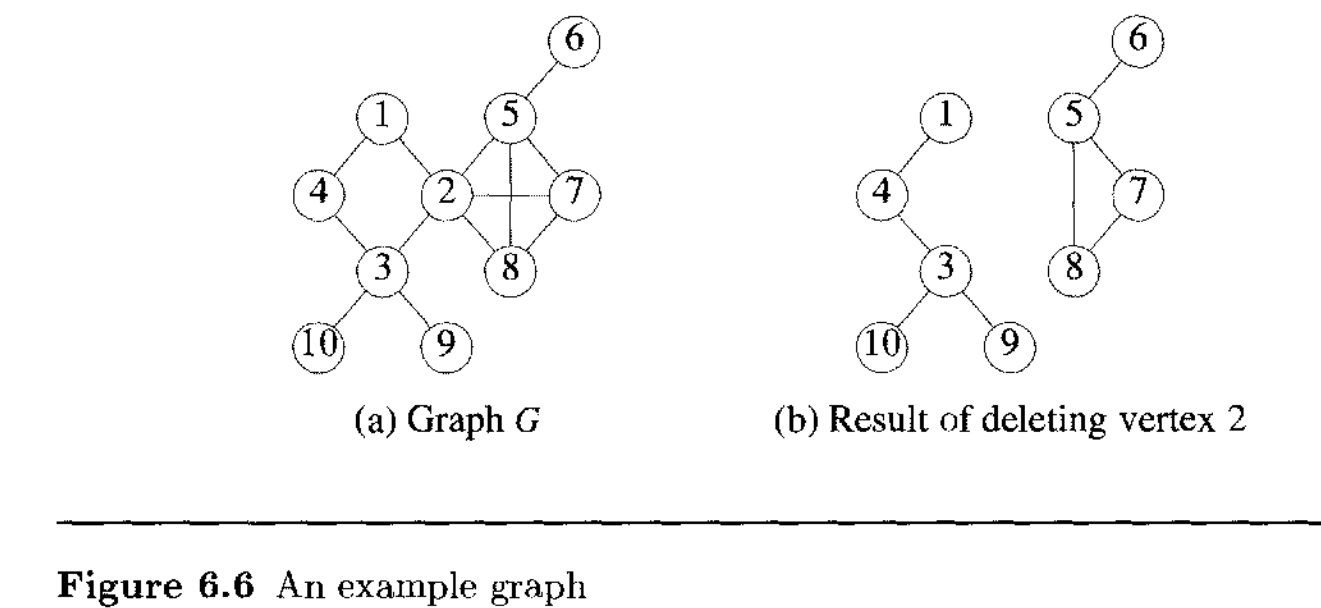 6 6
1 5 1 5
4 2 7 4 7
3 8 3 8
10 9 10 9
(a) Graph G (b) Result of deleting vertex 2
Figure 6.6 An example graph